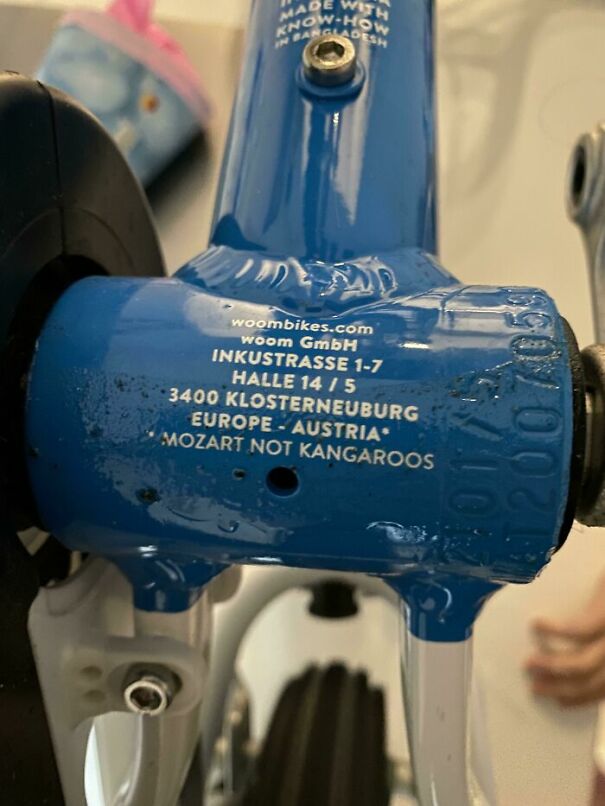 MADE WITH
KNOW-HOW
IN BANGLADESH
woombikes.com
woom GmbH
INKUSTRASSE 1-7
HALLE 14 / 5
3400 KLOSTERNEUBURG
EUROPE - AUSTRIA*
* MOZART NOT KANGAROOS